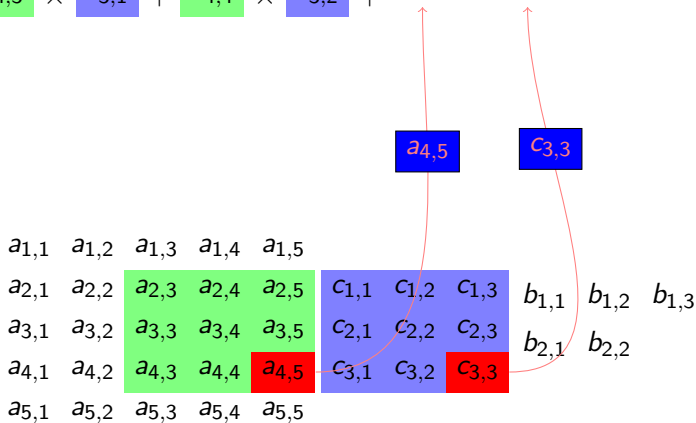 a4,5 c3,3
a1,1 a1,2 a1,3 a1,4 a1,5
a2,1 a2,2 a2,3 a2,4 a2,5 c1,1 c1,2 c1,3 b1,1 b1,2 b1,3
a3,1 a3,2 a3,3 a3,4 a3,5 c2,1 c2,2 c2,3 b2,1 b2,2
a4,1 a4,2 a4,3 a4,4 a4,5 c3,1 c3,2 c3,3
a5,1 a5,2 a5,3 a5,4 a5,5